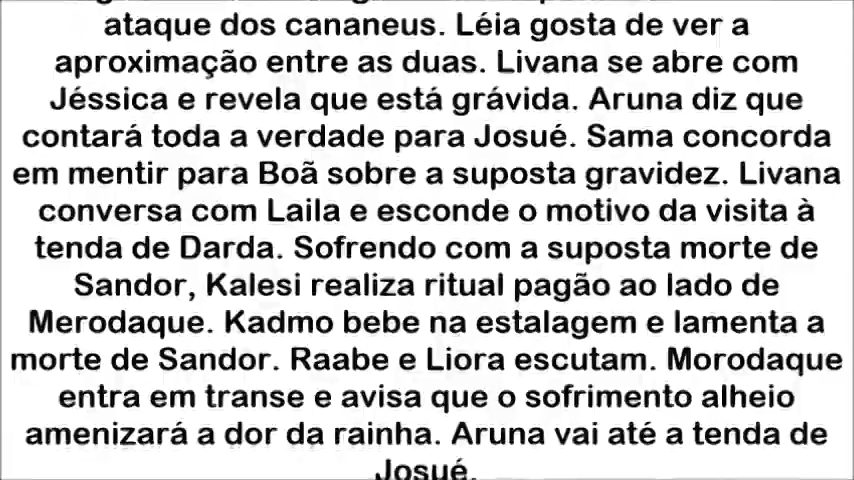 ataque dos cananeus. Léia gosta de ver a
aproximação entre as duas. Livana se abre com
Jéssica e revela que está grávida. Aruna diz que
contará toda a verdade para Josué. Sama concorda
em mentir para Boã sobre a suposta gravidez. Livana
conversa com Laila e esconde o motivo da visita à
tenda de Darda. Sofrendo com a suposta morte de
Sandor, Kalesi realiza ritual pagão ao lado de
Merodaque. Kadmo bebe na estalagem e lamenta a
morte de Sandor. Raabe e Liora escutam. Morodaque
entra em transe e avisa que o sofrimento alheio
amenizará a dor da rainha. Aruna vai até a tenda de
Josué.